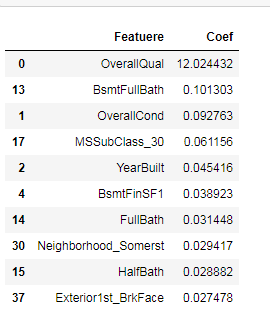 Featuere Coef
0 OverallQual 12.024432
13 BsmtFullBath 0.101303
1 OverallCond 0.092763
17 MSSubClass_30 0.061156
2 YearBuilt 0.045416
4 BsmtFinSF1 0.038923
14 FullBath 0.031448
30 Neighborhood_Somerst 0.029417
15 HalfBath 0.028882
37 Exterior1st_BrkFace 0.027478